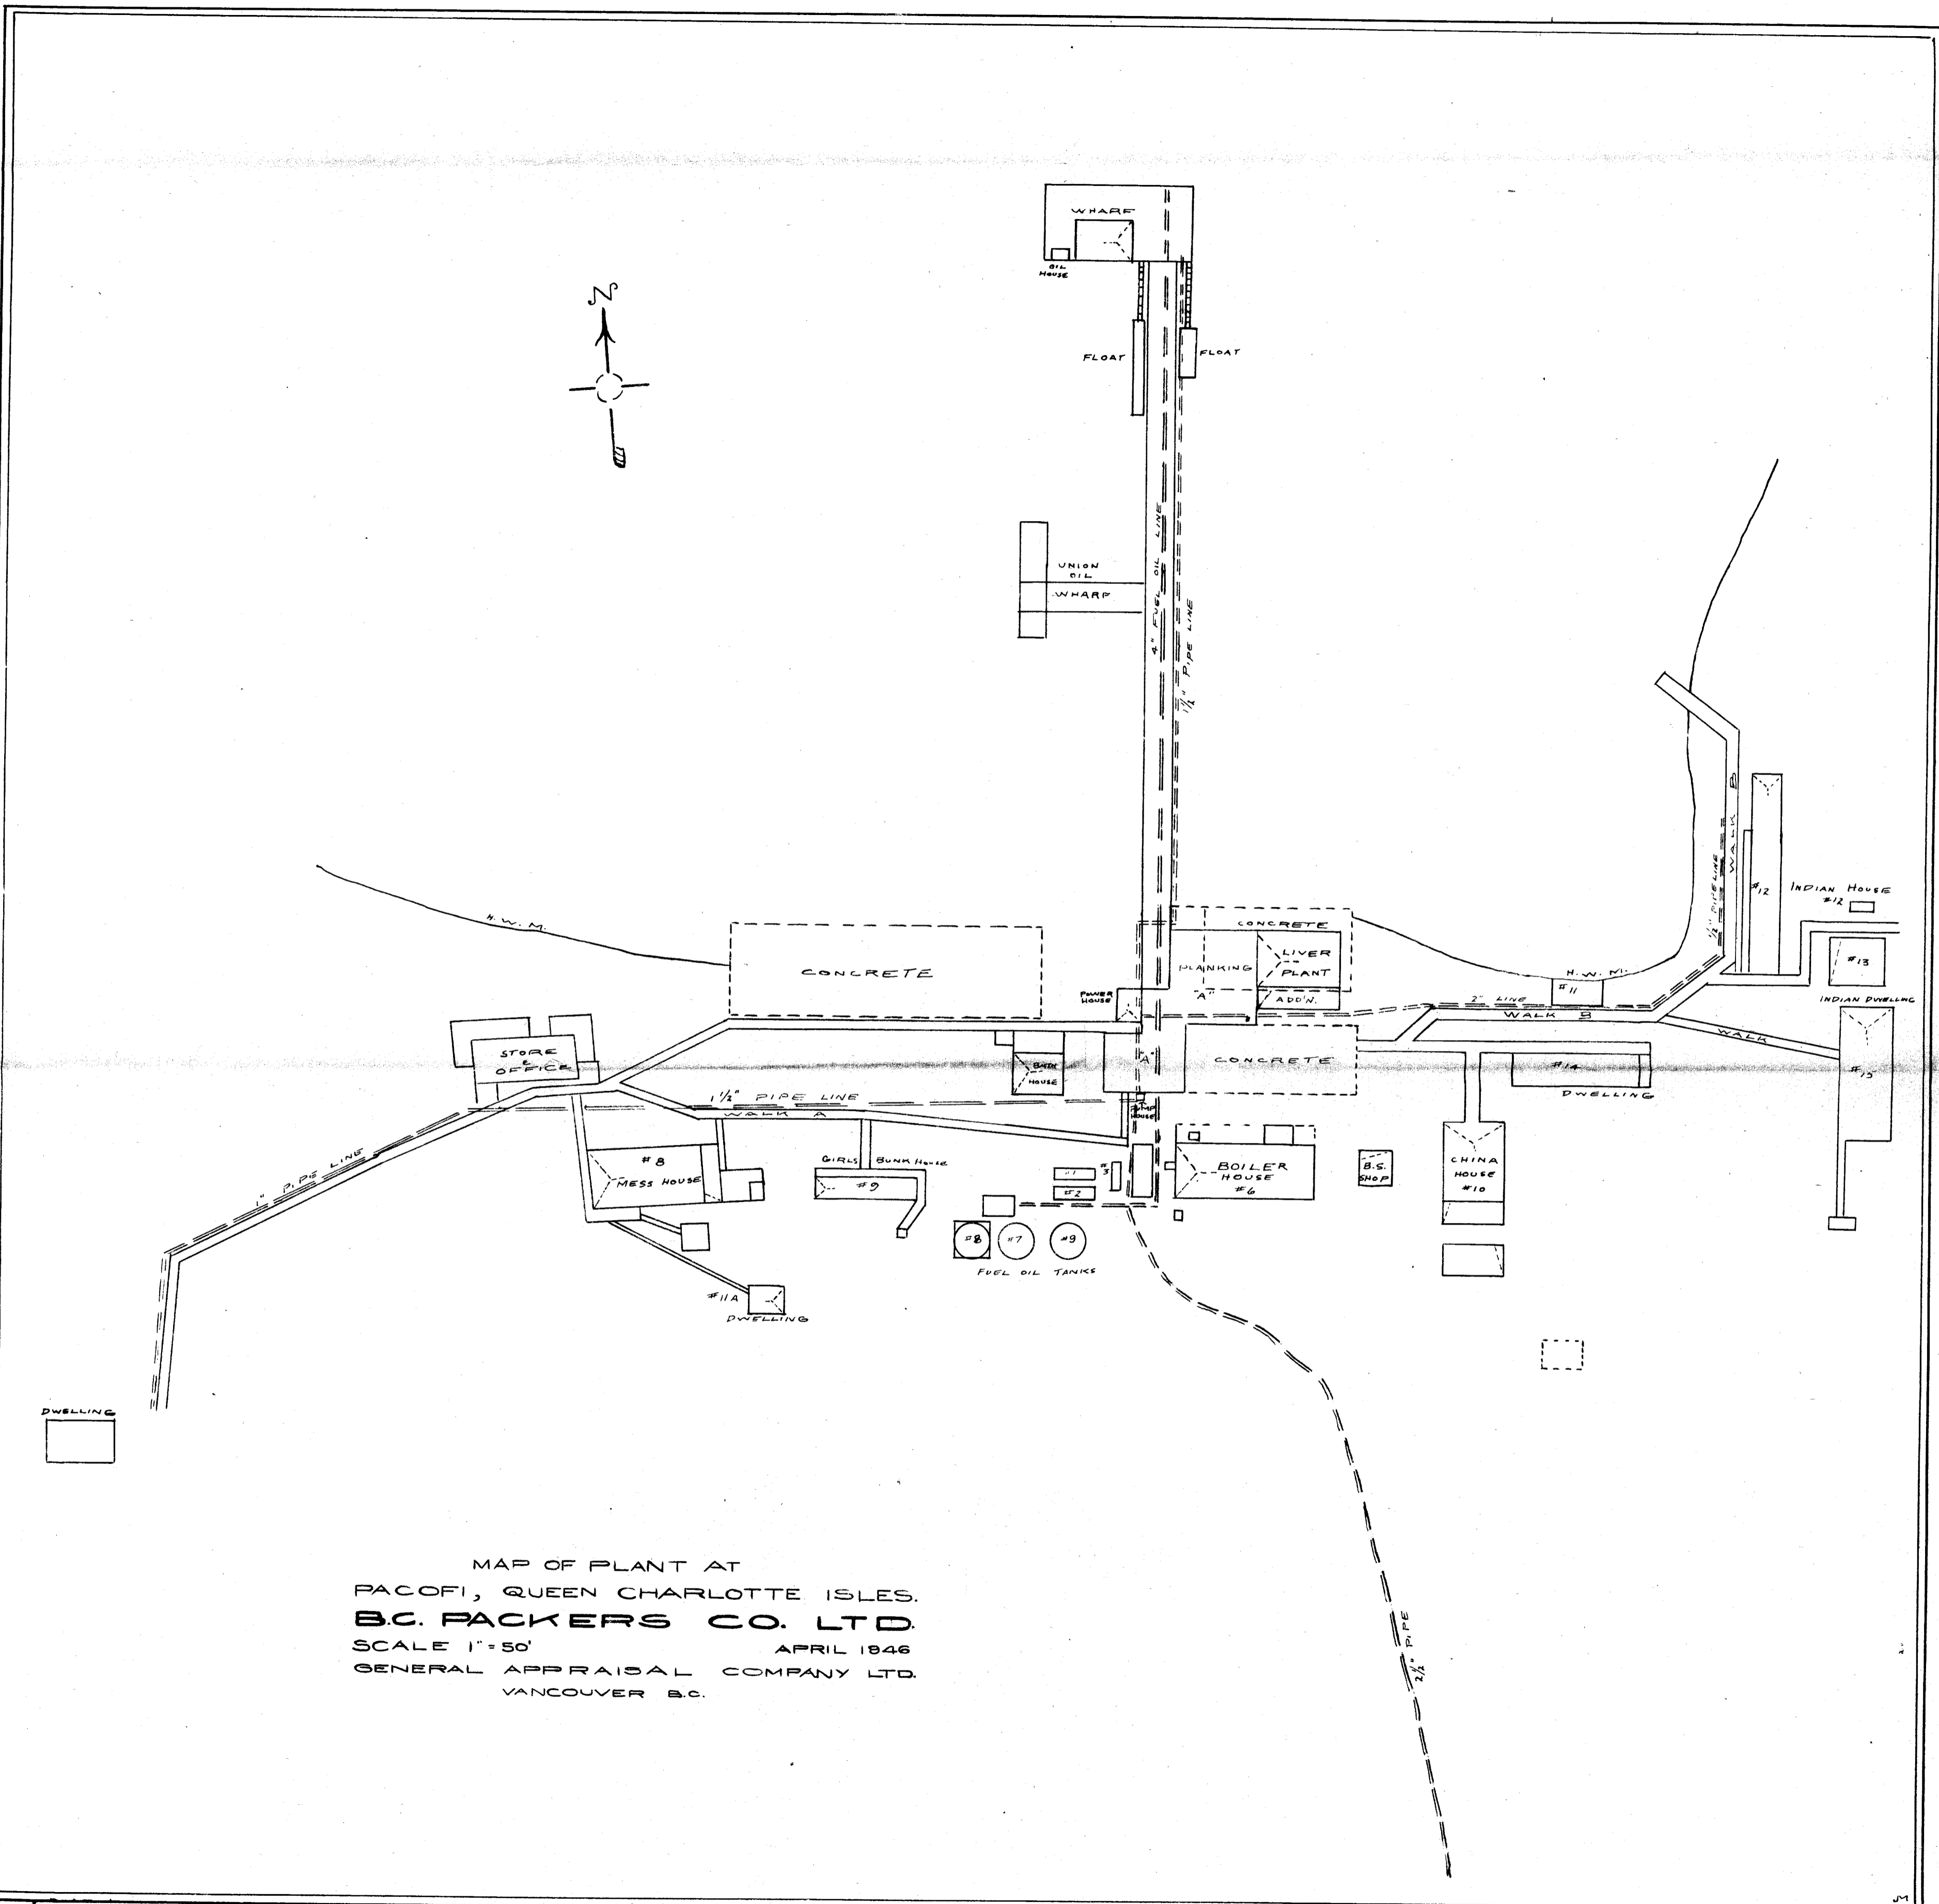 WHARF
OIL
HOUSE
N
FLOAT
FLOAT
4" FUEL OIL LINE
1½" PIPE LINE
UNION
OIL
WHARF
H.W.M.
CONCRETE
CONCRETE
PLANKING
LIVER
PLANT
"A"
ADD'N.
POWER
HOUSE
2" LINE
H.W.M.
#11
WALK B
WALK B
½" PIPE LINE
#12
INDIAN HOUSE
#12
#13
INDIAN DWELLING
WALK
#15
STORE
&
OFFICE
BATH
HOUSE
"A"
CONCRETE
#14
DWELLING
1½" PIPE LINE
WALK A
PUMP
HOUSE
1" PIPE LINE
#8
MESS HOUSE
GIRLS BUNK HOUSE
#9
#1
#2
#3
BOILER
HOUSE
#6
B.S.
SHOP
CHINA
HOUSE
#10
#8
#7
#9
FUEL OIL TANKS
#11A
DWELLING
DWELLING
2½" PIPE
MAP OF PLANT AT
PACOFI, QUEEN CHARLOTTE ISLES.
B.C. PACKERS CO. LTD.
SCALE 1"=50' APRIL 1946
GENERAL APPRAISAL COMPANY LTD.
VANCOUVER B.C.